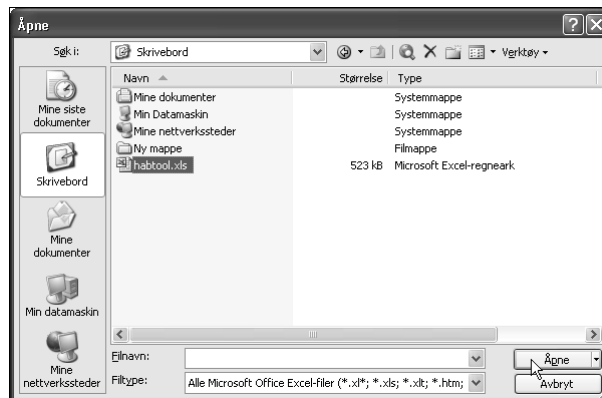 Åpne
Søk i: Skrivebord Verktøy
Navn Størrelse Type
Mine dokumenter Systemmappe
Min Datamaskin Systemmappe
Mine nettverkssteder Systemmappe
Ny mappe Filmappe
habtool.xls 523 kB Microsoft Excel-regneark
Mine siste
dokumenter
Skrivebord
Mine
dokumenter
Min datamaskin
Mine
nettverkssteder
Filnavn: Åpne
Filtype: Alle Microsoft Office Excel-filer (*.xl*; *.xls; *.xlt; *.htm; Avbryt